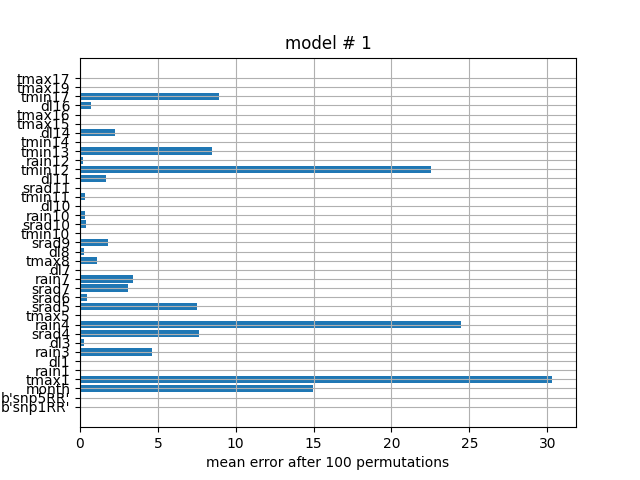 model # 1
tmax17
tmax19
tmin17
dl16
tmax16
tmax15
dl14
tmin14
tmin13
rain12
tmin12
dl11
srad11
tmin11
dl10
rain10
srad10
tmin10
srad9
dl8
tmax8
dl7
rain7
srad7
srad6
srad5
tmax5
rain4
srad4
dl3
rain3
dl1
rain1
tmax1
month
b'snp5RR'
b'snp1RR'
0 5 10 15 20 25 30
mean error after 100 permutations